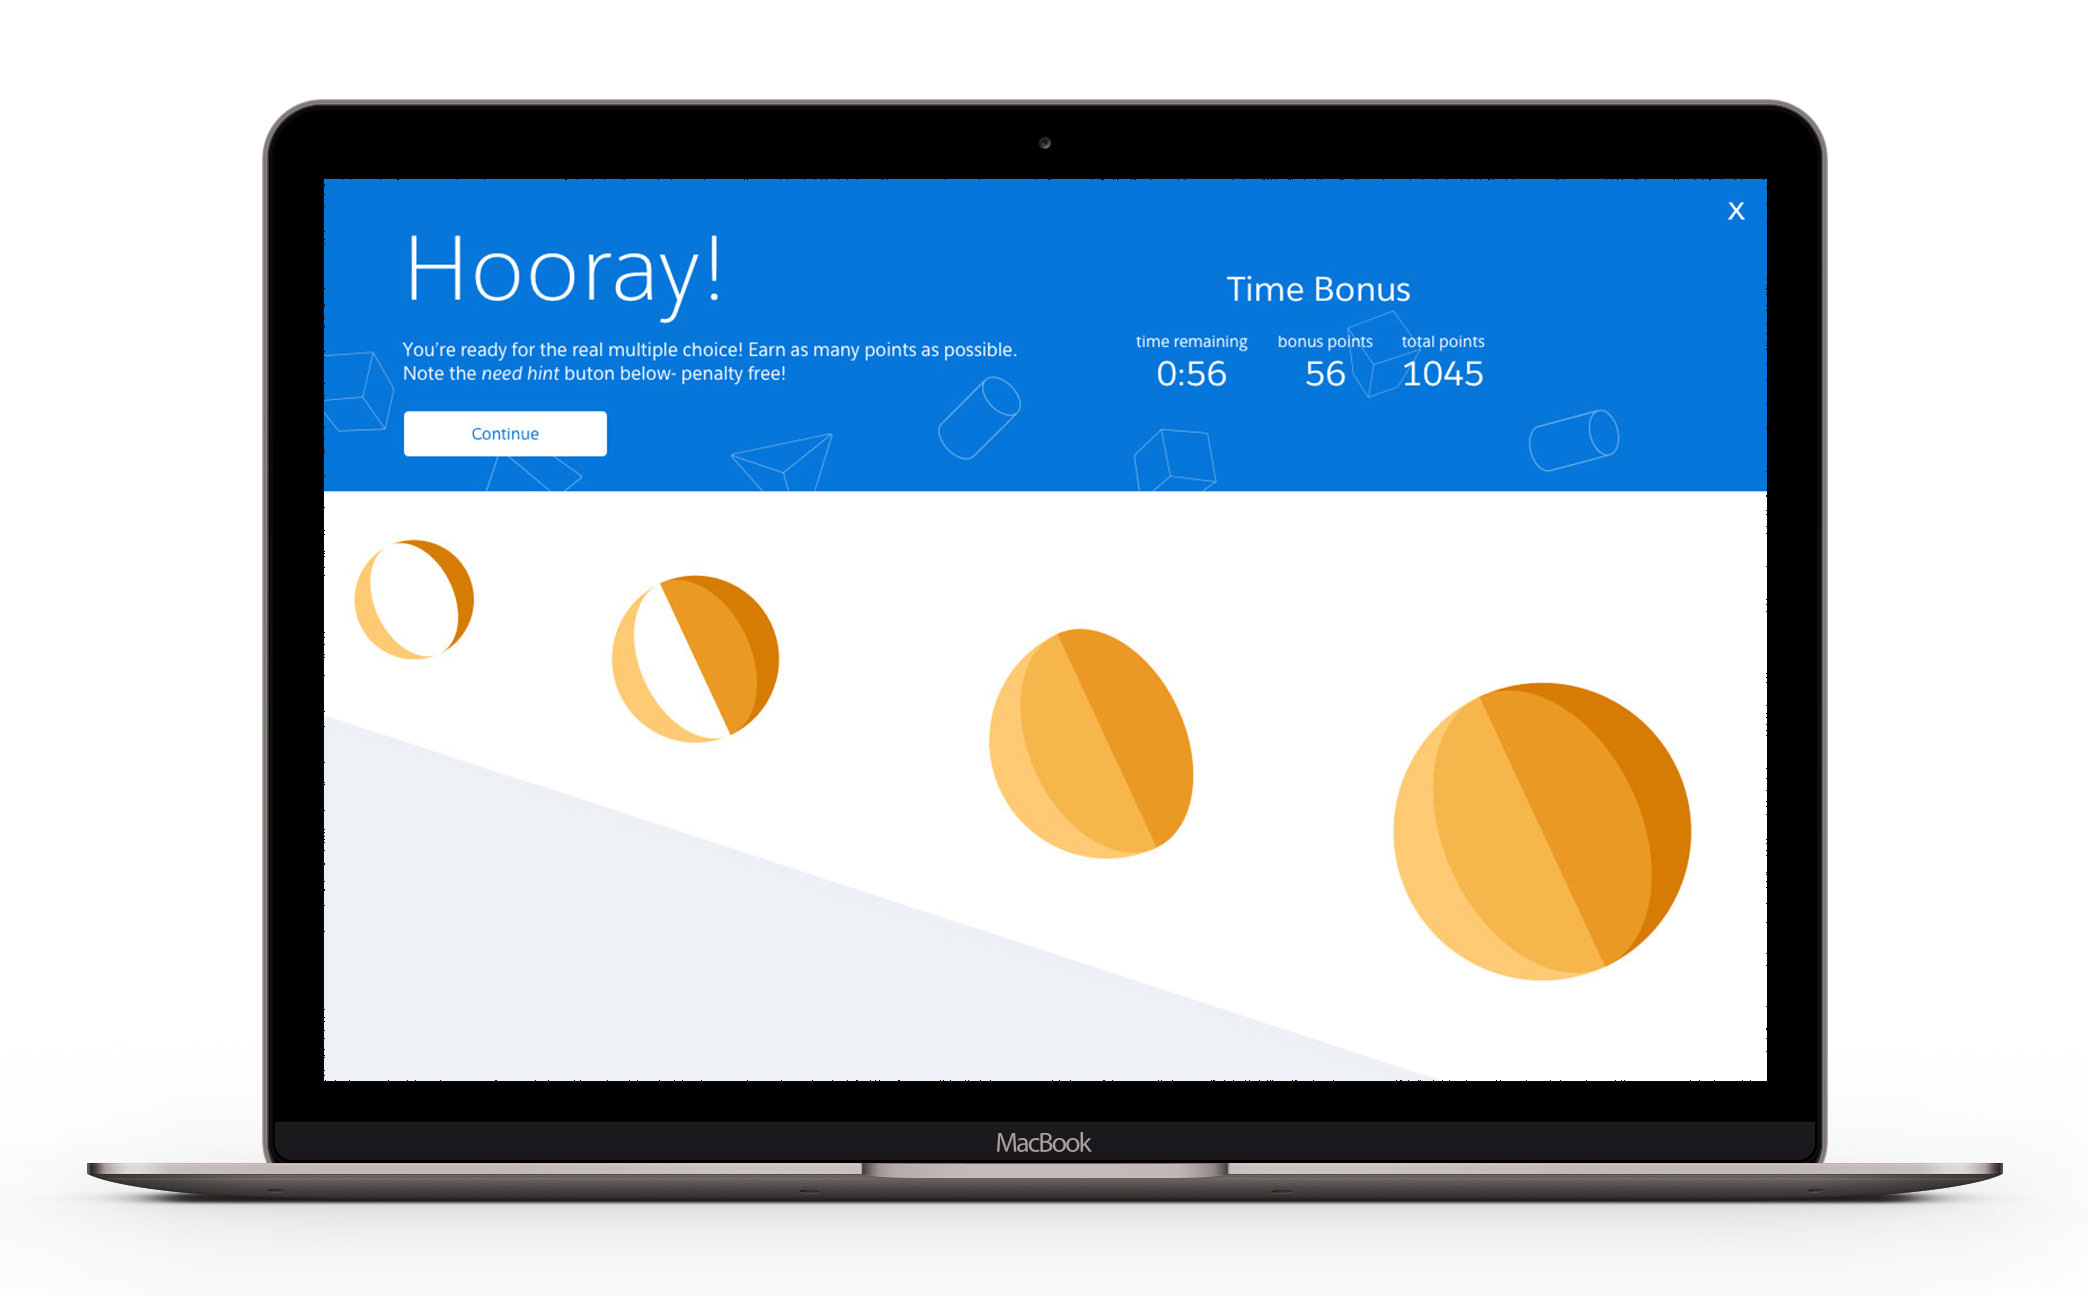 X
Hooray!
You’re ready for the real multiple choice! Earn as many points as possible.
Note the need hint buton below- penalty free!
Continue
Time Bonus
time remaining bonus points total points
0:56 56 1045
MacBook